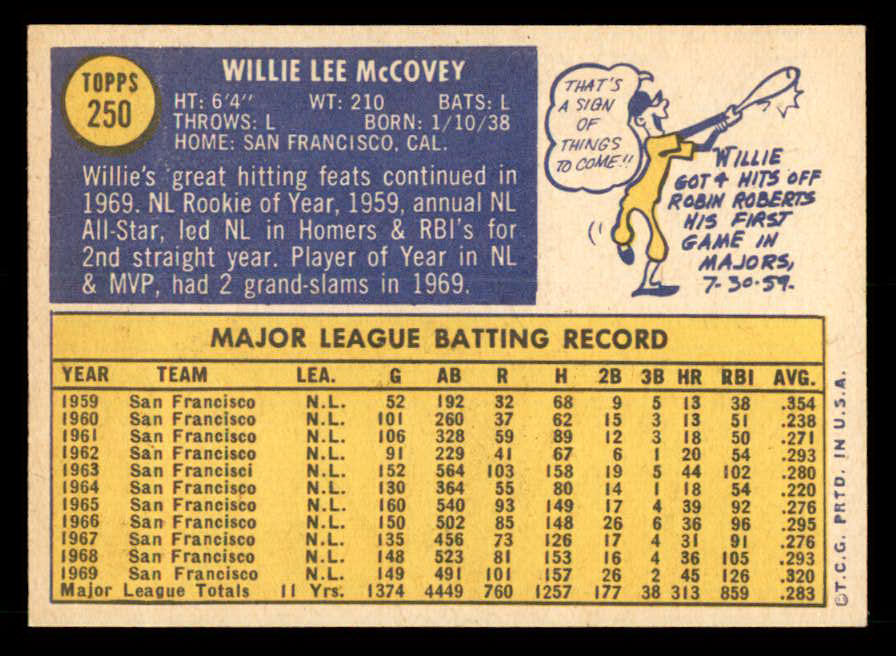 TOPPS
250
WILLIE LEE McCOVEY
HT: 6'4" WT: 210 BATS: L
THROWS: L BORN: 1/10/38
HOME: SAN FRANCISCO, CAL.
Willie's great hitting feats continued in
1969. NL Rookie of Year, 1959, annual NL
All-Star, led NL in Homers & RBI's for
2nd straight year. Player of Year in NL
& MVP, had 2 grand-slams in 1969.
THAT'S
A SIGN
OF
THINGS
TO COME!!
WILLIE
GOT 4 HITS OFF
ROBIN ROBERTS
HIS FIRST
GAME IN
MAJORS,
7-30-59.
MAJOR LEAGUE BATTING RECORD
YEAR TEAM LEA. G AB R H 2B 3B HR RBI AVG.
1959 San Francisco N.L. 52 192 32 68 9 5 13 38 .354
1960 San Francisco N.L. 101 260 37 62 15 3 13 51 .238
1961 San Francisco N.L. 106 328 59 89 12 3 18 50 .271
1962 San Francisco N.L. 91 229 41 67 6 1 20 54 .293
1963 San Franciscï N.L. 152 564 103 158 19 5 44 102 .280
1964 San Francisco N.L. 130 364 55 80 14 1 18 54 .220
1965 San Francisco N.L. 160 540 93 149 17 4 39 92 .276
1966 San Francisco N.L. 150 502 85 148 26 6 36 96 .295
1967 San Francisco N.L. 135 456 73 126 17 4 31 91 .276
1968 San Francisco N.L. 148 523 81 153 16 4 36 105 .293
1969 San Francisco N.L. 149 491 101 157 26 2 45 126 .320
Major League Totals 11 Yrs. 1374 4449 760 1257 177 38 313 859 .283
©T.C.G. PRTD. IN U.S.A.